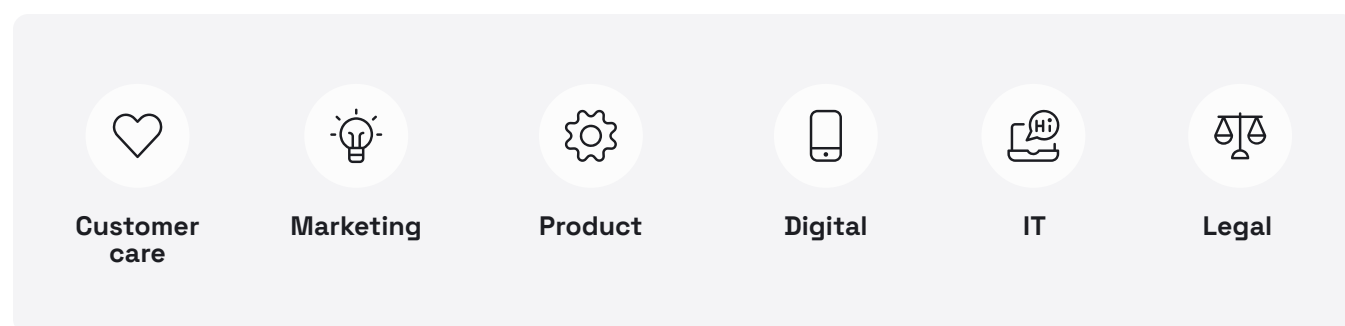 Hi
Customer
care
Marketing
Product
Digital
IT
Legal